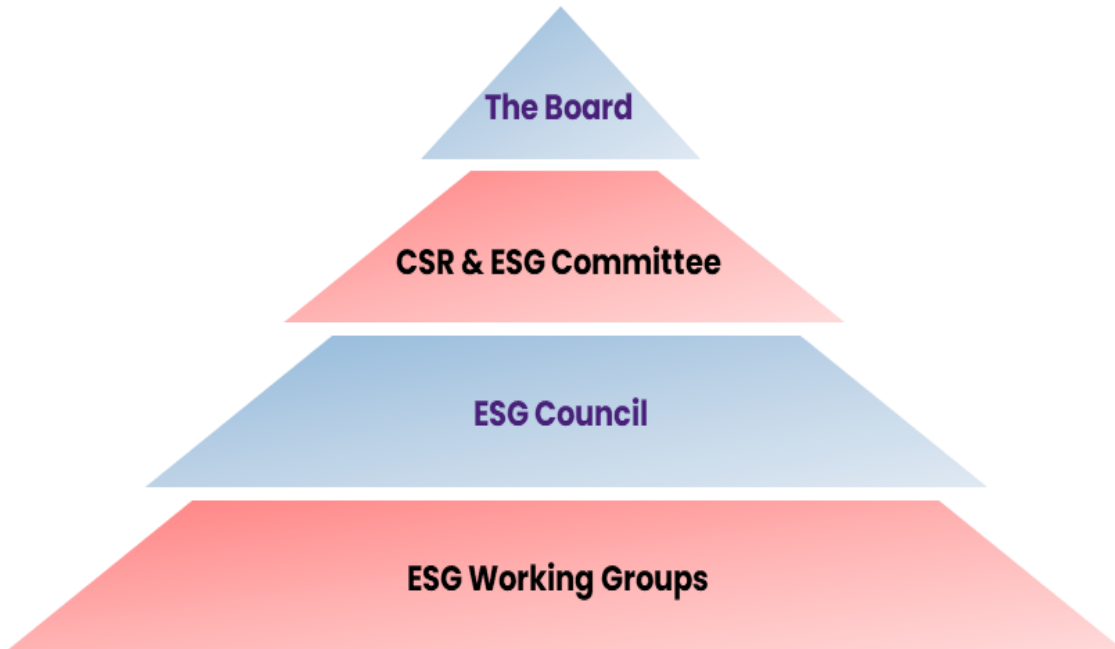 The Board
CSR & ESG Committee
ESG Council
ESG Working Groups